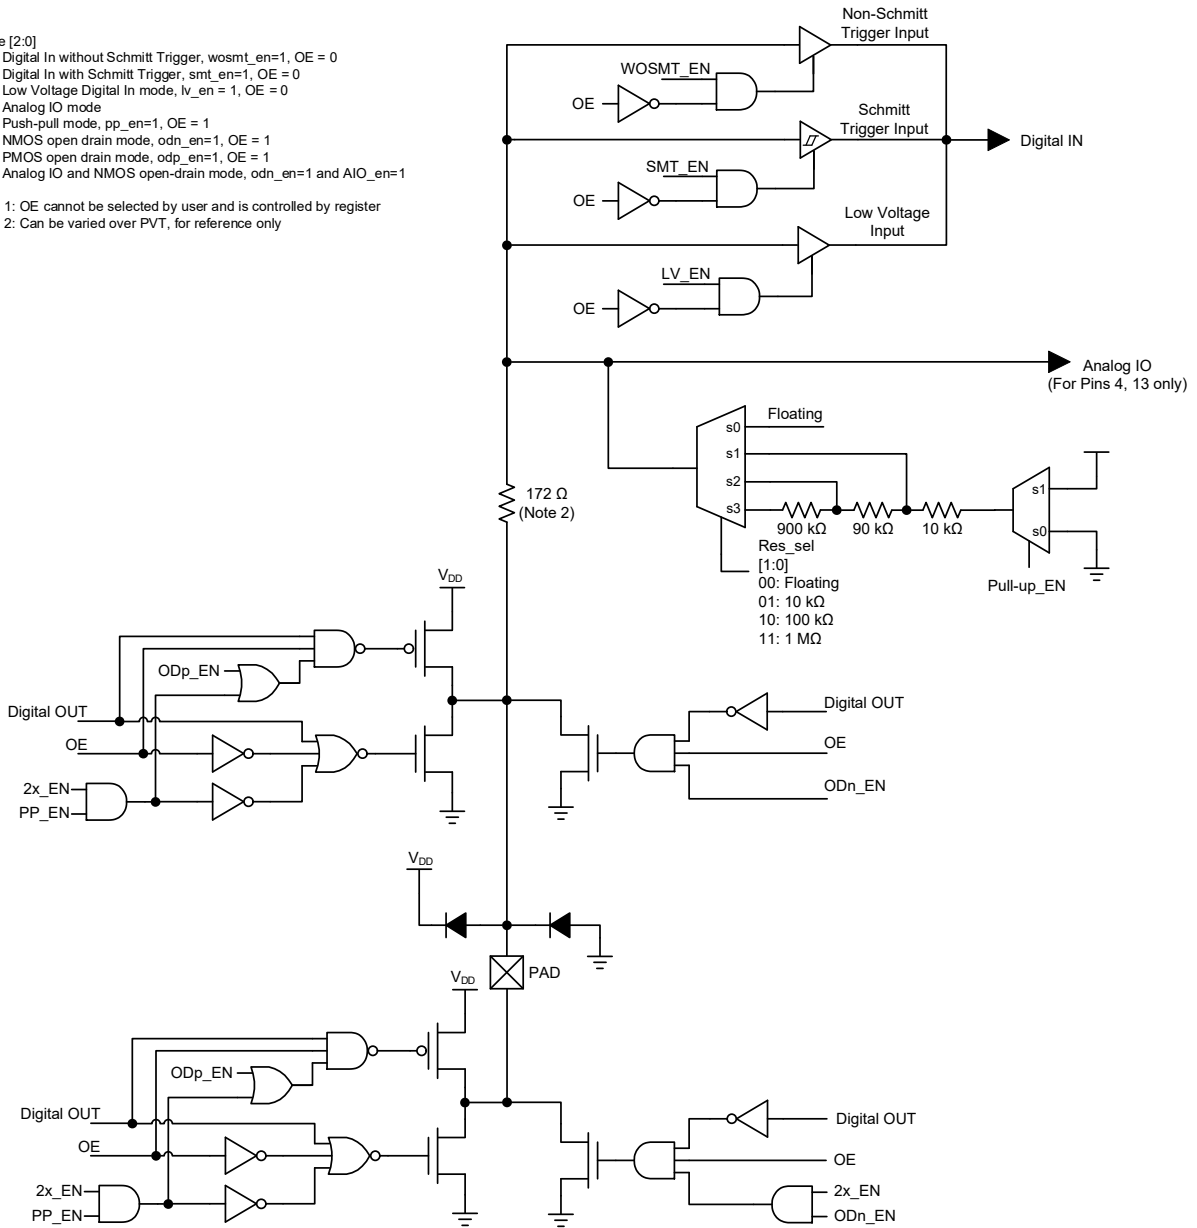 e [2:0]
Digital In without Schmitt Trigger, wosmt_en=1, OE = 0
Digital In with Schmitt Trigger, smt_en=1, OE = 0
Low Voltage Digital In mode, lv_en = 1, OE = 0
Analog IO mode
Push-pull mode, pp_en=1, OE = 1
NMOS open drain mode, odn_en=1, OE = 1
PMOS open drain mode, odp_en=1, OE = 1
Analog IO and NMOS open-drain mode, odn_en=1 and AIO_en=1
1: OE cannot be selected by user and is controlled by register
2: Can be varied over PVT, for reference only
Non-Schmitt
Trigger Input
WOSMT_EN
OE
Schmitt
Trigger Input
Digital IN
SMT_EN
OE
Low Voltage
Input
LV_EN
OE
Analog IO
(For Pins 4, 13 only)
Floating
s0
s1
s2
s3
172 Ω
(Note 2)
900 kΩ
90 kΩ
10 kΩ
s1
s0
Pull-up_EN
Res_sel
[1:0]
00: Floating
01: 10 kΩ
10: 100 kΩ
11: 1 MΩ
VDD
ODp_EN
Digital OUT
OE
2x_EN
PP_EN
Digital OUT
OE
ODn_EN
VDD
PAD
VDD
ODp_EN
Digital OUT
OE
2x_EN
PP_EN
Digital OUT
OE
2x_EN
ODn_EN